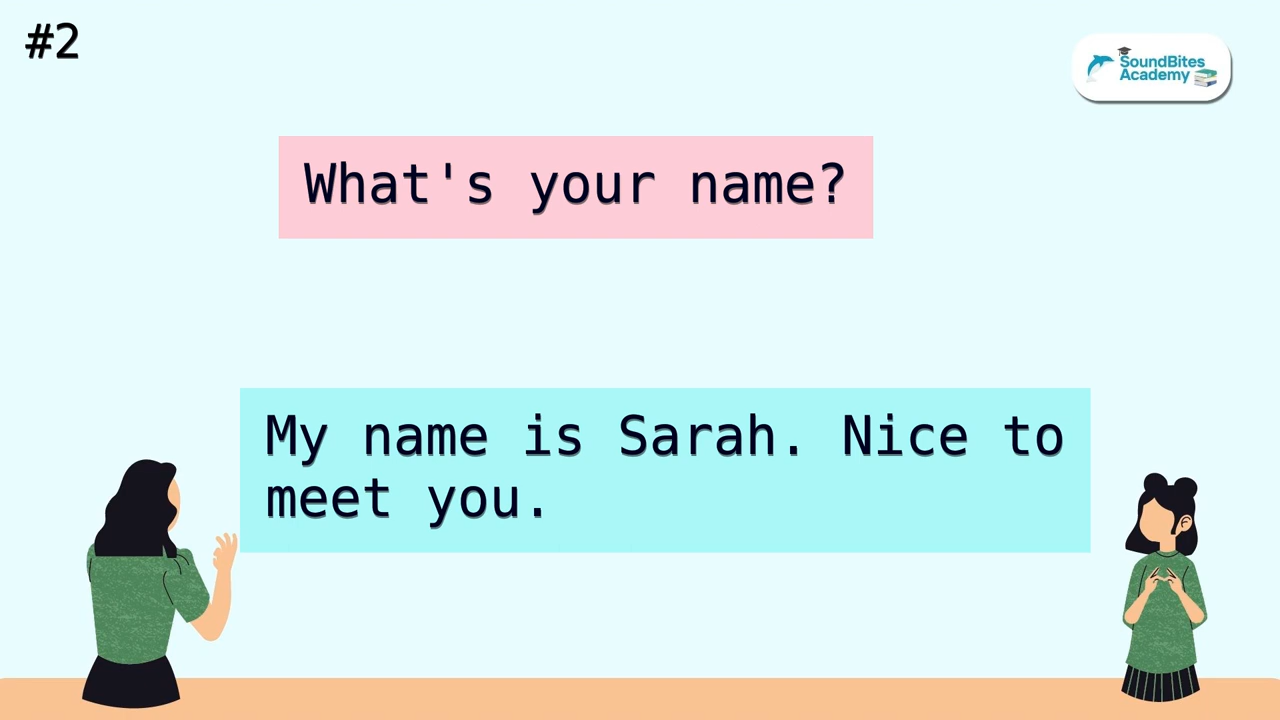 #2
SoundBites
Academy
What's your name?
My name is Sarah. Nice to
meet you.